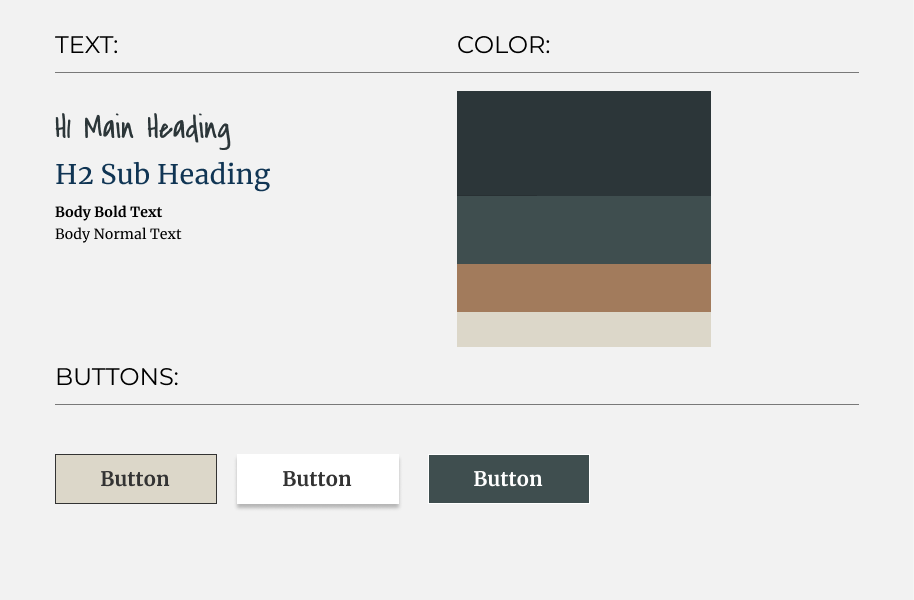 TEXT:
COLOR:
H1 Main Heading
H2 Sub Heading
Body Bold Text
Body Normal Text
BUTTONS:
Button
Button
Button